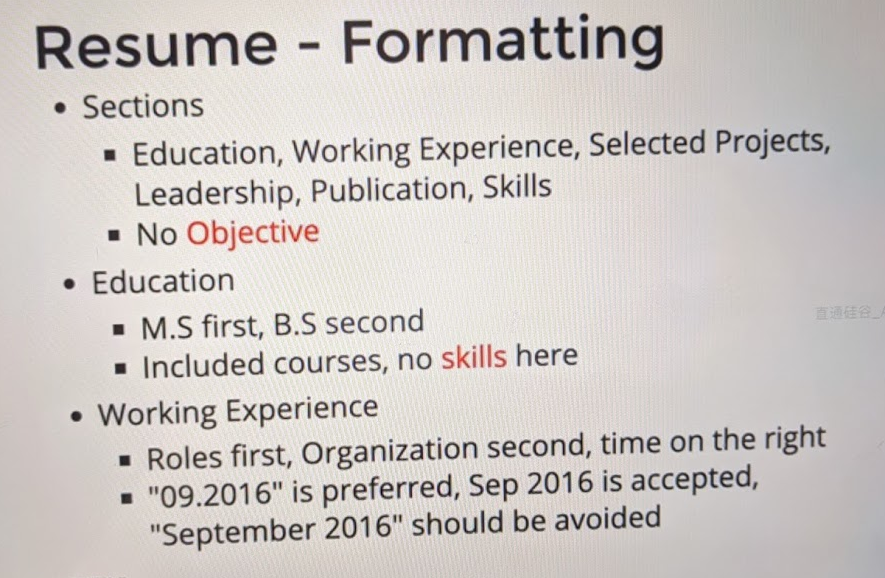 Resume - Formatting
• Sections
▪ Education, Working Experience, Selected Projects,
Leadership, Publication, Skills
▪ No Objective
• Education
▪ M.S first, B.S second
▪ Included courses, no skills here
• Working Experience
▪ Roles first, Organization second, time on the right
▪ "09.2016" is preferred, Sep 2016 is accepted,
"September 2016" should be avoided
直通硅谷_